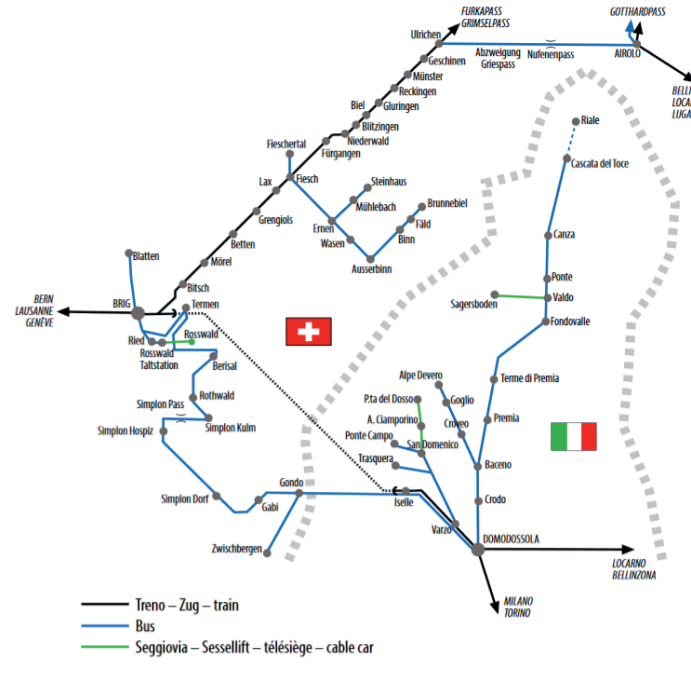 FURKAPASS
GRIMSELPASS
GOTTHARDPASS
Ulrichen
Abzweigung
Griespass
Nufenenpass
AIROLO
Geschinen
Münster
Reckingen
BELLI
LOCAR
LUGA
Biel
Gluringen
Blitzingen
Niederwald
Riale
Fürgangen
Fieschertal
Cascata del Toce
Fiesch
Lax
Steinhaus
Mühlebach
Brunnebiel
Grengiols
Ernen
Fäld
Wasen
Binn
Betten
Canza
Blatten
Mörel
Ausserbinn
Bitsch
Ponte
BERN
LAUSANNE
GENÈVE
BRIG
Termen
Sagersboden
Valdo
Fondovalle
Ried
Rosswald
Rosswald
Talstation
Berisal
Alpe Devero
Terme di Premia
Rothwald
P.ta del Dosso
Goglio
Simplon Pass
A. Ciamporino
Croveo
Premia
Simplon Kulm
Simplon Hospiz
Ponte Campo
San Domenico
Trasquera
Baceno
Gondo
Simplon Dorf
Gabi
Iselle
Crodo
Varzo
DOMODOSSOLA
Zwischbergen
LOCARNO
BELLINZONA
MILANO
TORINO
Treno – Zug – train
Bus
Seggiovia – Sessellift – télésiège – cable car